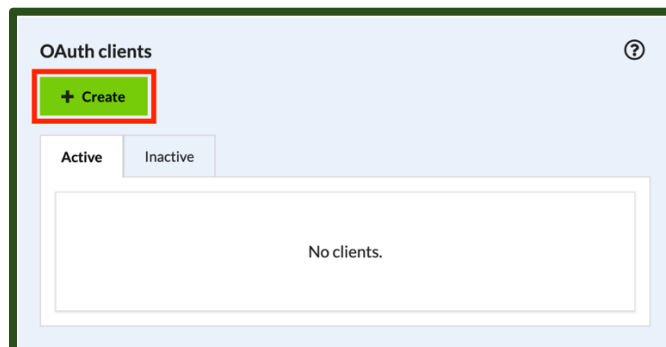 OAuth clients
+ Create
Active Inactive
No clients.